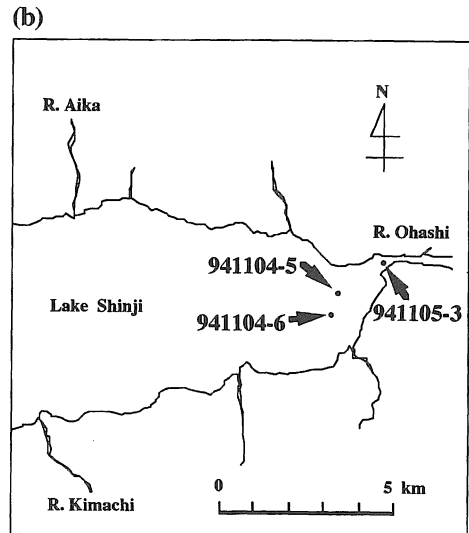 (b)
R. Aika
N
R. Ohashi
941104-5
Lake Shinji
941104-6
941105-3
0 5 km
R. Kimachi